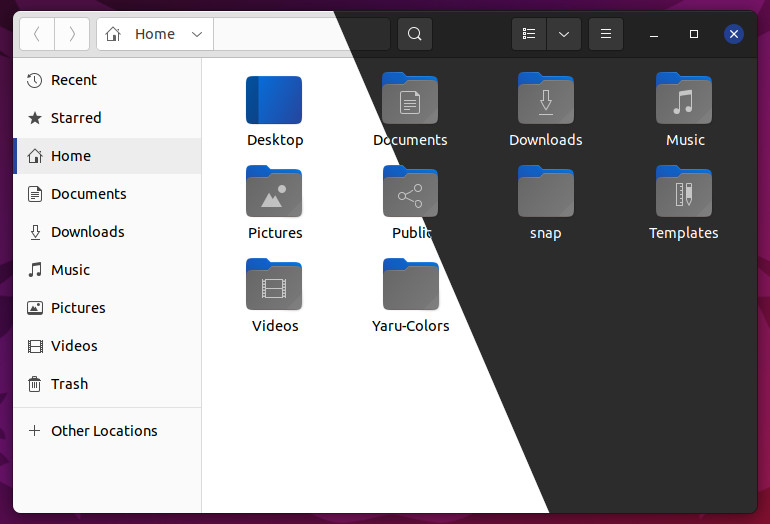 Home
Recent
Starred
Home
Documents
Downloads
Music
Pictures
Videos
Trash
Other Locations
Desktop
Documents
Downloads
Music
Pictures
Public
snap
Templates
Videos
Yaru-Colors